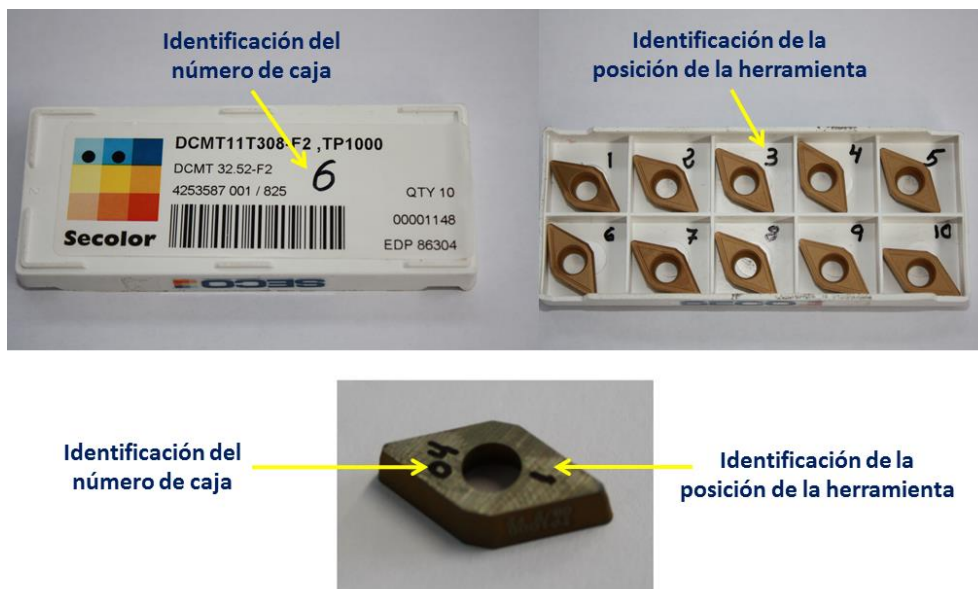 Identificación del
número de caja
Identificación de la
posición de la herramienta
DCMT11T308-F2 ,TP1000
DCMT 32.52-F2
4253587 001 / 825
6
QTY 10
00001148
EDP 86304
Secolor
SECO
1 2 3 4 5
6 7 8 9 10
Identificación del
número de caja
04
1
Identificación de la
posición de la herramienta